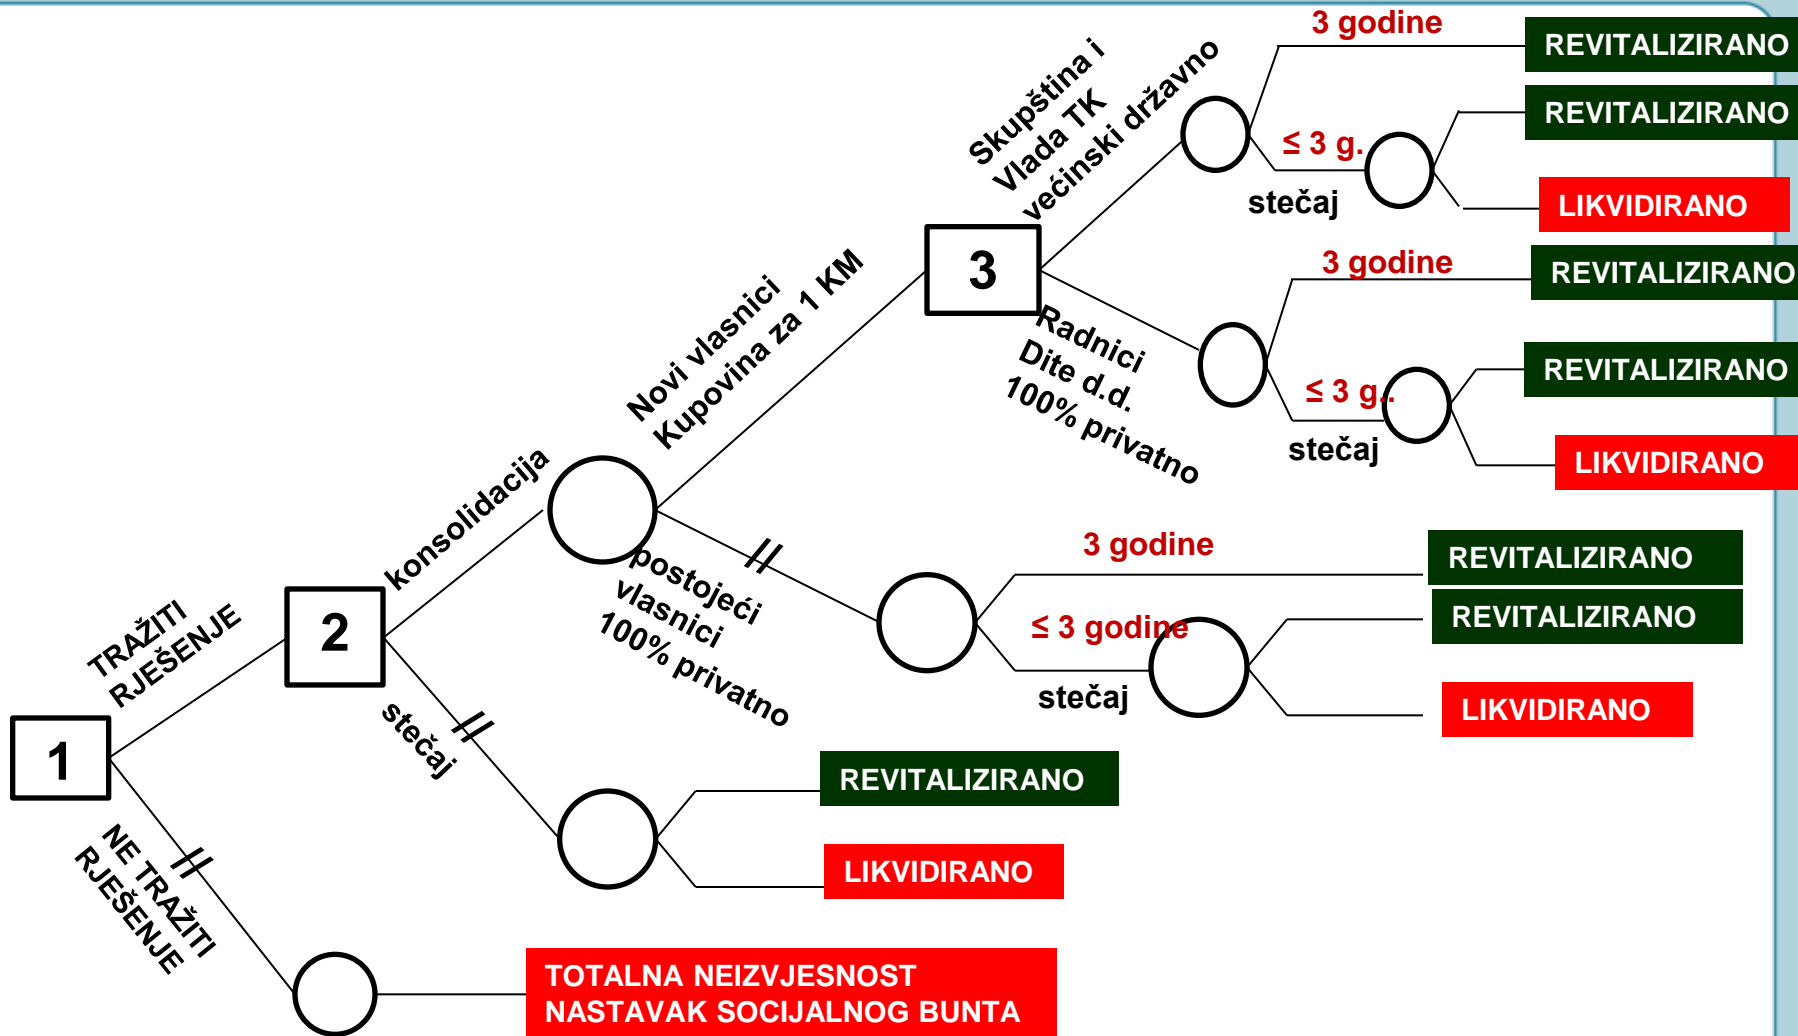 3 godine
REVITALIZIRANO
Skupština i
Vlada TK
većinski državno
REVITALIZIRANO
≤ 3 g.
stečaj
LIKVIDIRANO
3
3 godine
REVITALIZIRANO
Novi vlasnici
Kupovina za 1 KM
Radnici
Dite d.d.
100% privatno
REVITALIZIRANO
≤ 3 g..
stečaj
LIKVIDIRANO
konsolidacija
postojeći
vlasnici
100% privatno
3 godine
REVITALIZIRANO
REVITALIZIRANO
≤ 3 godine
stečaj
LIKVIDIRANO
TRAŽITI
RJEŠENJE
2
stečaj
1
REVITALIZIRANO
LIKVIDIRANO
NE TRAŽITI
RJEŠENJE
TOTALNA NEIZVJESNOST
NASTAVAK SOCIJALNOG BUNTA